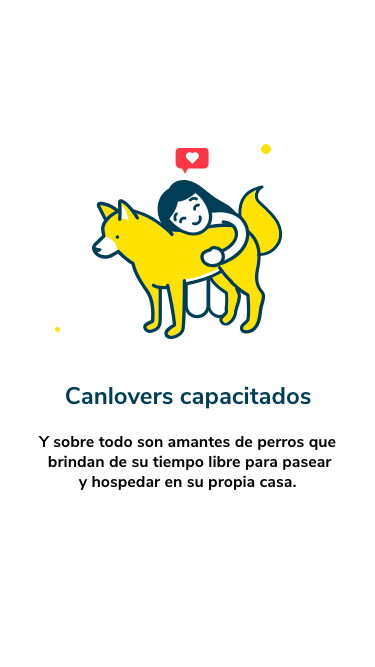 Canlovers capacitados
Y sobre todo son amantes de perros que
brindan de su tiempo libre para pasear
y hospedar en su propia casa.